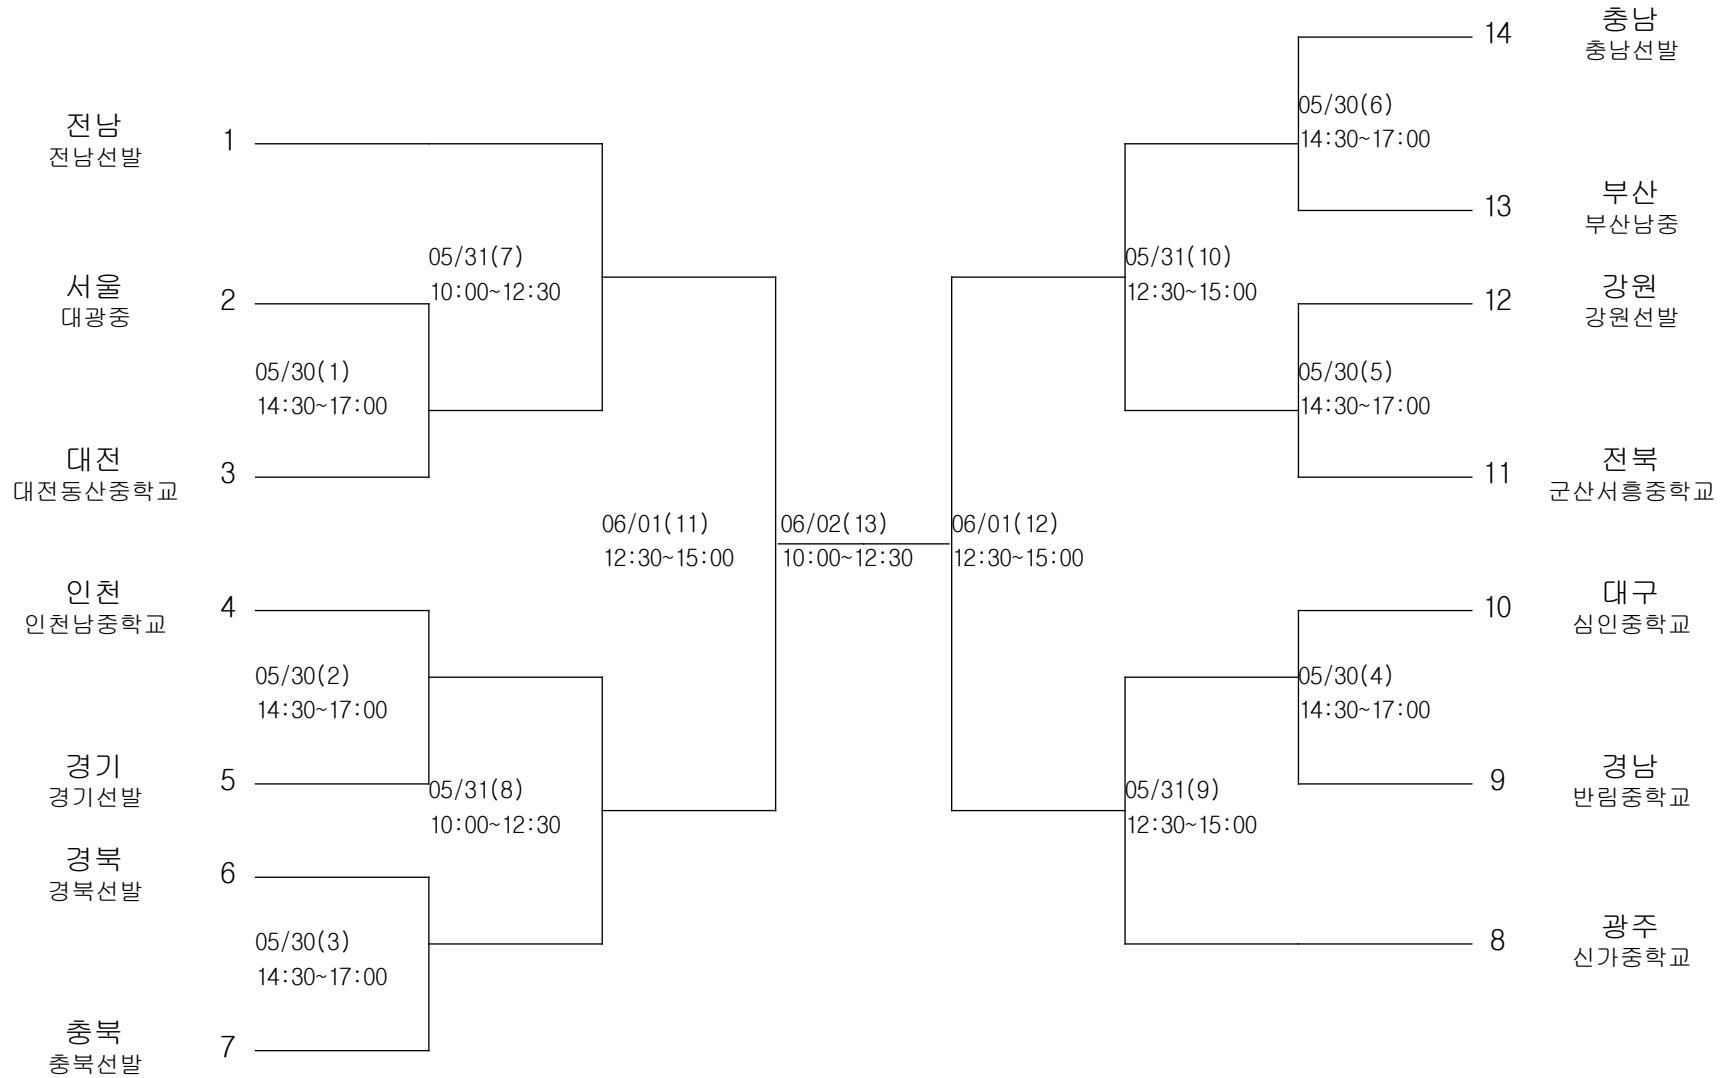 전남
전남선발
1
서울
대광중
2
05/31(7)
10:00~12:30
05/30(1)
14:30~17:00
대전
대전동산중학교
3
06/01(11)
12:30~15:00
인천
인천남중학교
4
05/30(2)
14:30~17:00
경기
경기선발
5
05/31(8)
10:00~12:30
경북
경북선발
6
05/30(3)
14:30~17:00
충북
충북선발
7
06/02(13)
10:00~12:30
14
충남
충남선발
05/30(6)
14:30~17:00
13
부산
부산남중
05/31(10)
12:30~15:00
12
강원
강원선발
05/30(5)
14:30~17:00
11
전북
군산서흥중학교
06/01(12)
12:30~15:00
10
대구
심인중학교
05/30(4)
14:30~17:00
9
경남
반림중학교
05/31(9)
12:30~15:00
8
광주
신가중학교